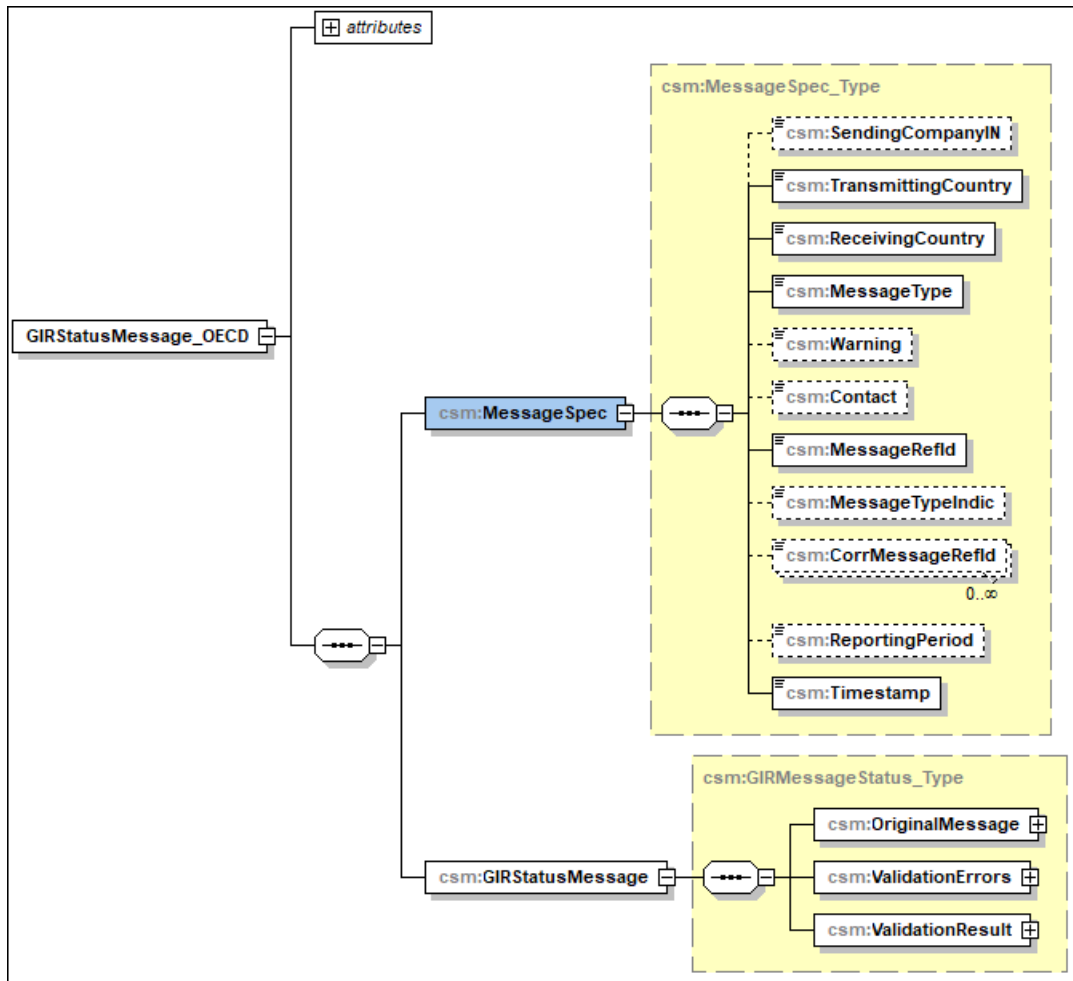 attributes
csm:MessageSpec_Type
csm:SendingCompanyIN
csm:TransmittingCountry
csm:ReceivingCountry
csm:MessageType
GIRStatusMessage_OECD
csm:Warning
csm:Contact
csm:MessageSpec
csm:MessageRefId
csm:MessageTypeIndic
csm:CorrMessageRefId
0..∞
csm:ReportingPeriod
csm:Timestamp
csm:GIRMessageStatus_Type
csm:OriginalMessage
csm:GIRStatusMessage
csm:ValidationErrors
csm:ValidationResult